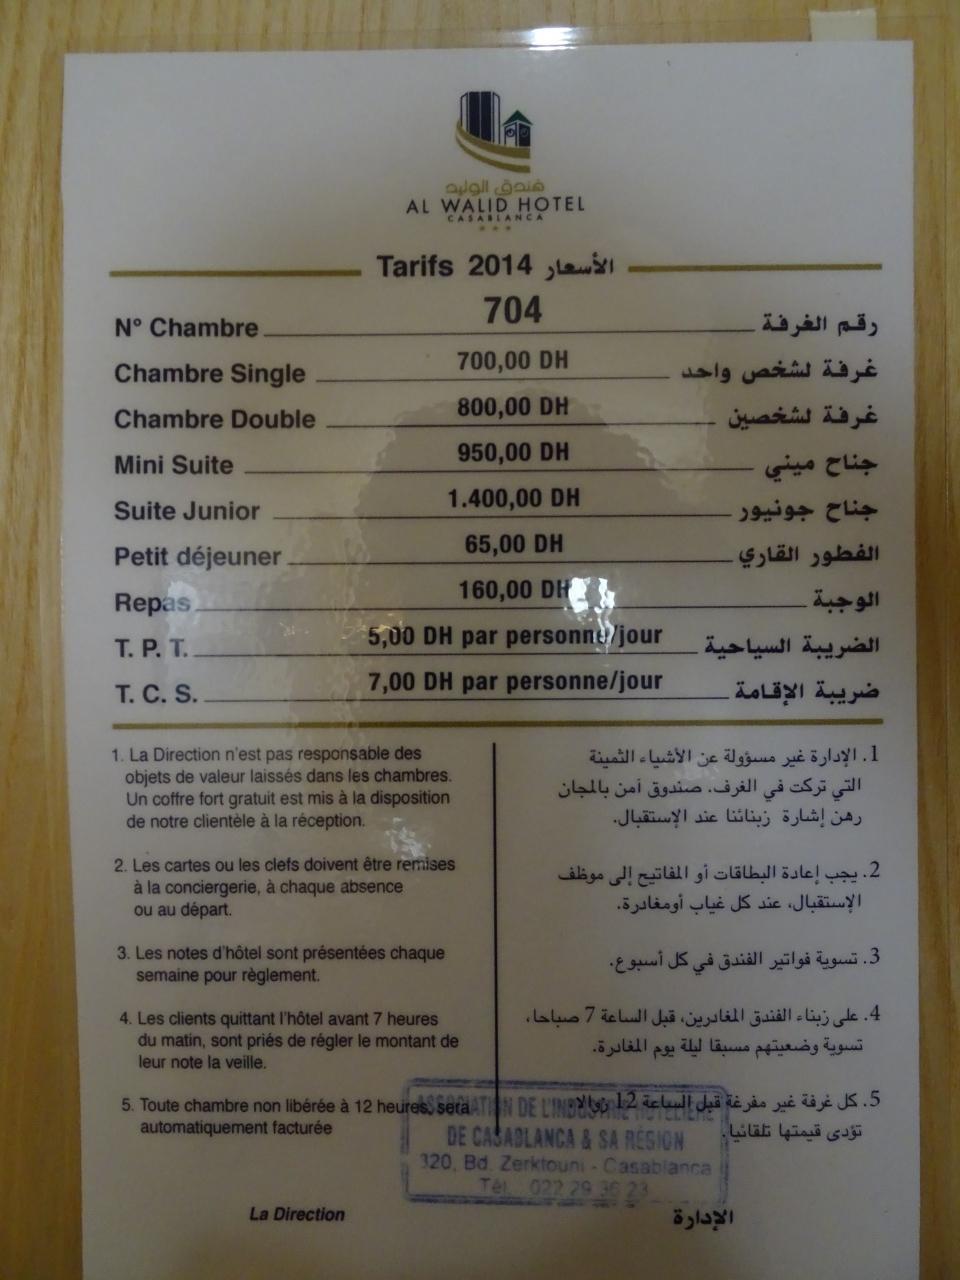 فندق الوليد
AL WALID HOTEL
CASABLANCA
Tarifs 2014 الأسعار
N° Chambre 704 رقم الغرفة
Chambre Single 700,00 DH غرفة لشخص واحد
Chambre Double 800,00 DH غرفة لشخصين
Mini Suite 950,00 DH جناح ميني
Suite Junior 1.400,00 DH جناح جونيور
Petit déjeuner 65,00 DH الفطور القاري
Repas 160,00 DH الوجبة
T. P. T. 5,00 DH par personne/jour الضريبة السياحية
T. C. S. 7,00 DH par personne/jour ضريبة الإقامة
1. La Direction n'est pas responsable des
objets de valeur laissés dans les chambres.
Un coffre fort gratuit est mis à la disposition
de notre clientèle à la réception.
2. Les cartes ou les clefs doivent être remises
à la conciergerie, à chaque absence
ou au départ.
3. Les notes d'hôtel sont présentées chaque
semaine pour règlement.
4. Les clients quittant l'hôtel avant 7 heures
du matin, sont priés de régler le montant de
leur note la veille.
5. Toute chambre non libérée à 12 heures, sera
automatiquement facturée
La Direction
1. الإدارة غير مسؤولة عن الأشياء الثمينة
التي تركت في الغرف. صندوق آمن بالمجان
رهن إشارة زبنائنا عند الإستقبال.
2. يجب إعادة البطاقات أو المفاتيح إلى موظف
الإستقبال، عند كل غياب أومغادرة.
3. تسوية فواتير الفندق في كل أسبوع.
4. على زبناء الفندق المغادرين، قبل الساعة 7 صباحا،
تسوية وضعيتهم مسبقا ليلة يوم المغادرة.
5. كل غرفة غير مفرغة قبل الساعة 12 زوالا،
تؤدى قيمتها تلقائيا.
الإدارة
ASSOCIATION DE L'INDUSTRIE HOTELIERE
DE CASABLANCA & SA RÉGION
320, Bd. Zerktouni - Casablanca
Tél. 022 29 36 23